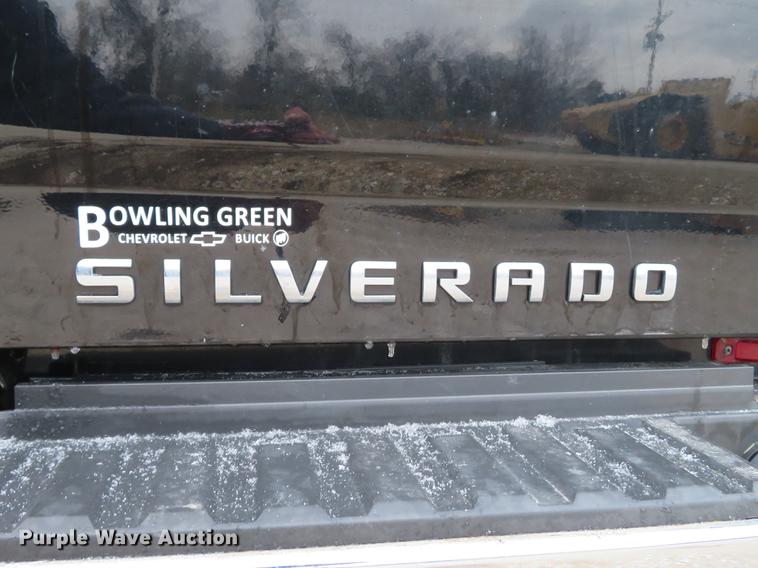 BOWLING GREEN
CHEVROLET BUICK
SILVERADO
Purple Wave Auction